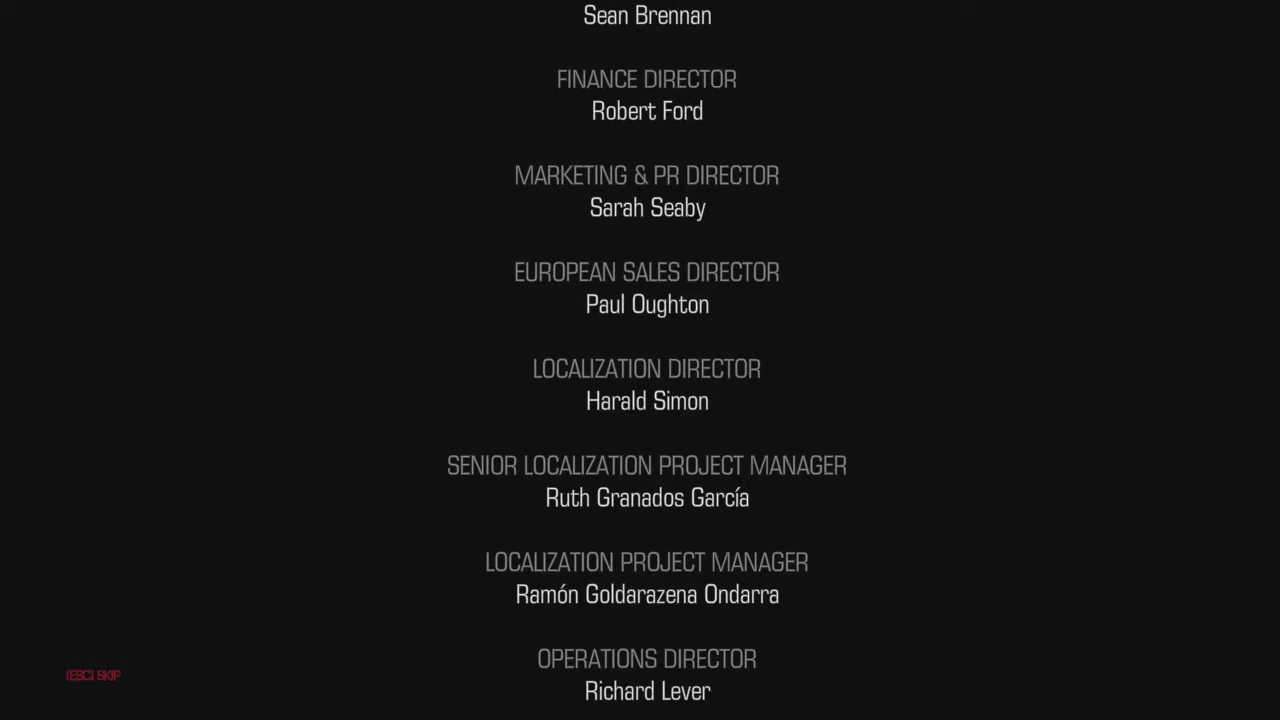 Sean Brennan
FINANCE DIRECTOR
Robert Ford
MARKETING & PR DIRECTOR
Sarah Seaby
EUROPEAN SALES DIRECTOR
Paul Oughton
LOCALIZATION DIRECTOR
Harald Simon
SENIOR LOCALIZATION PROJECT MANAGER
Ruth Granados García
LOCALIZATION PROJECT MANAGER
Ramón Goldarazena Ondarra
OPERATIONS DIRECTOR
Richard Lever
[ESC] SKIP